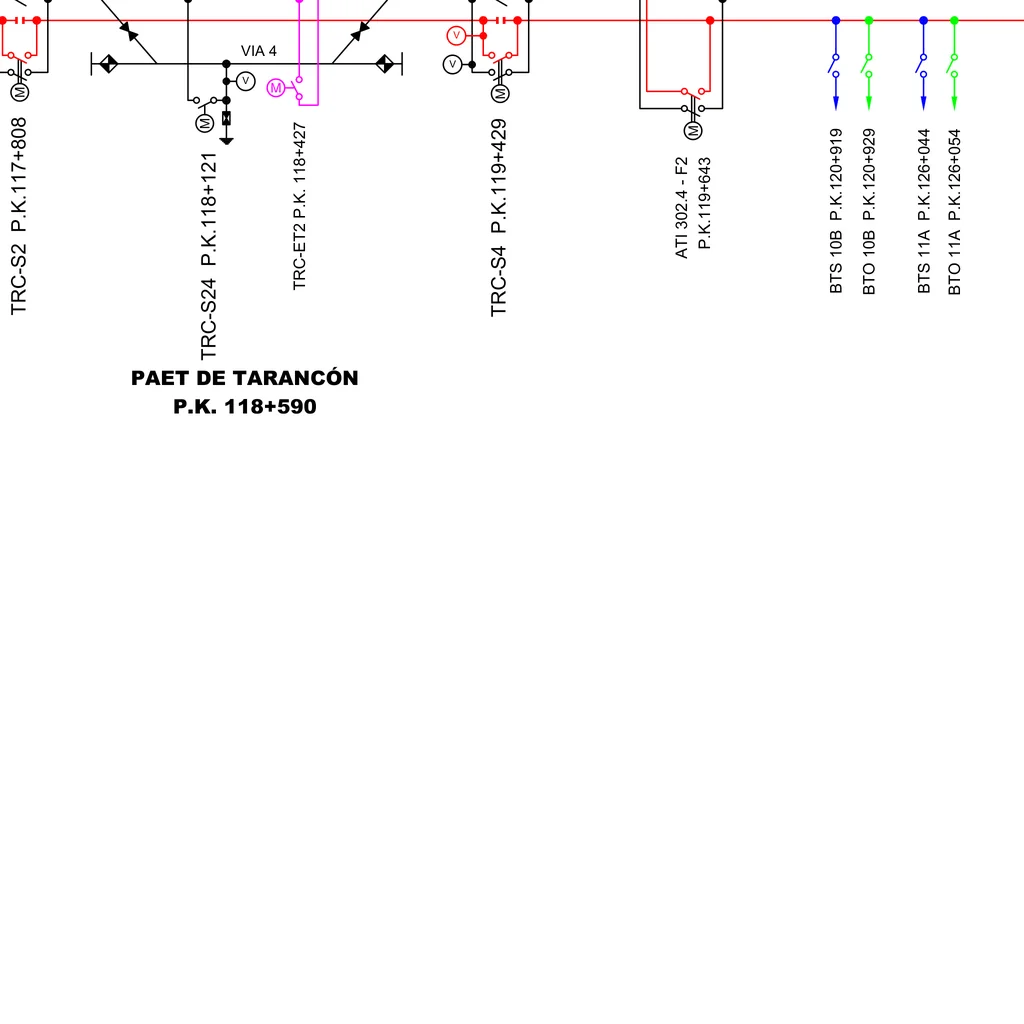 V
V
VIA 4
V
M
M
M
M
M
TRC-S2 P.K.117+808
TRC-S24 P.K.118+121
TRC-ET2 P.K. 118+427
TRC-S4 P.K.119+429
ATI 302.4 - F2
P.K.119+643
BTS 10B P.K.120+919
BTO 10B P.K.120+929
BTS 11A P.K.126+044
BTO 11A P.K.126+054
PAET DE TARANCÓN
P.K. 118+590